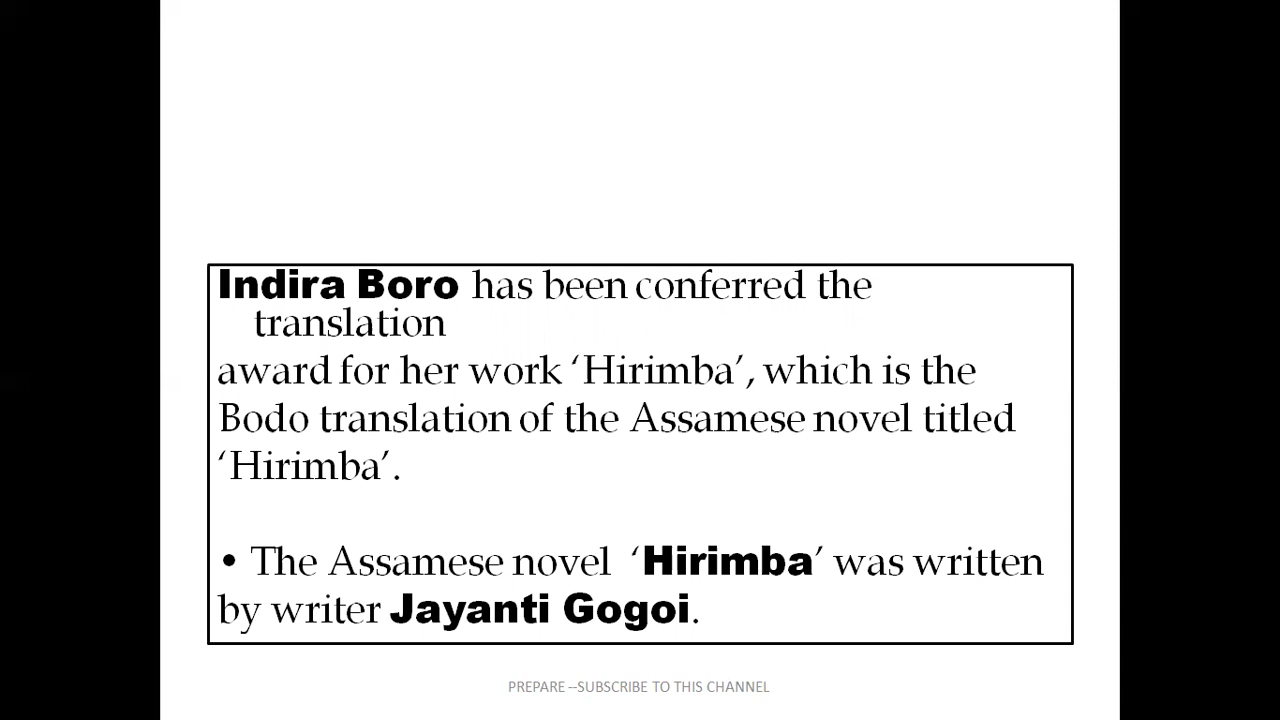 Indira Boro has been conferred the
translation
award for her work ‘Hirimba’, which is the
Bodo translation of the Assamese novel titled
‘Hirimba’.
• The Assamese novel ‘Hirimba’ was written
by writer Jayanti Gogoi.
PREPARE --SUBSCRIBE TO THIS CHANNEL